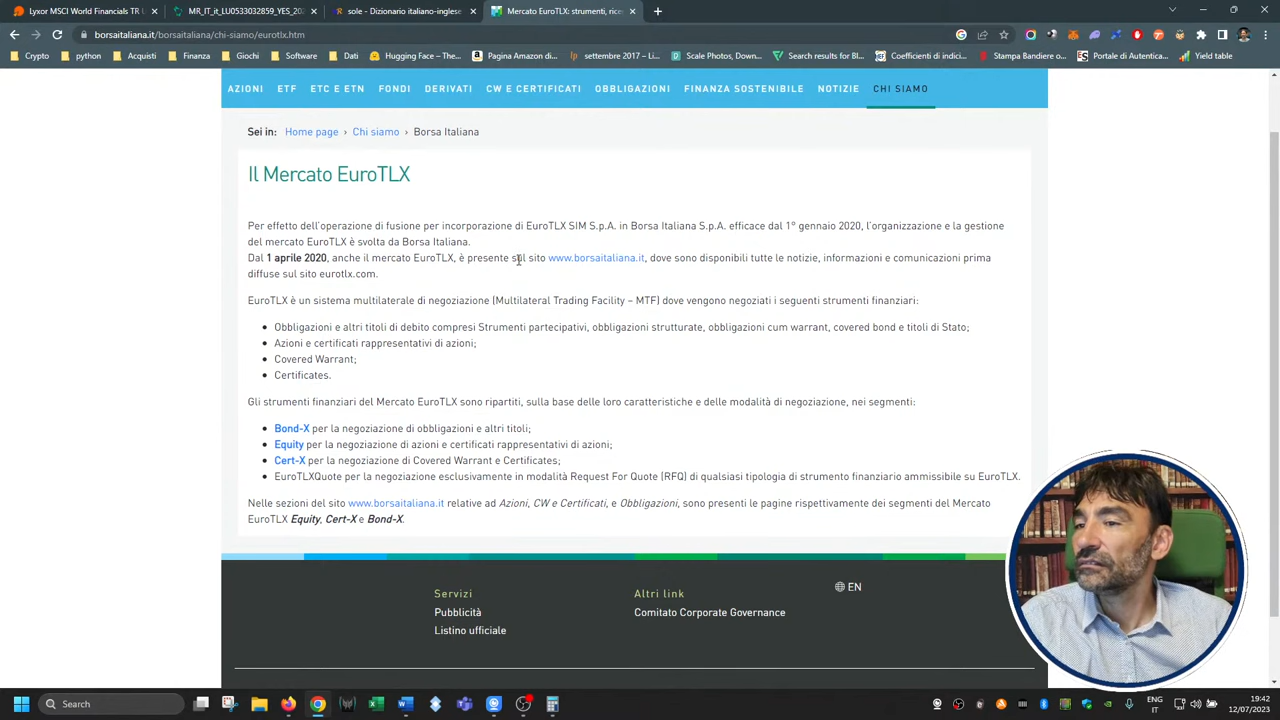 Lyxor MSCI World Financials TR U
MR_IT_it_LU0533032859_YES_202
sole - Dizionario italiano-inglese
Mercato EuroTLX: borsisti, rice
borsaitaliana.it/borsaitaliana/chi-siamo/eurotlx.htm
Crypto
python
Acquisti
Finanza
Giochi
Software
Dati
Hugging Face – The...
Pagina Amazon di...
settembre 2017 -...
Scale Photos, Down...
Search results for Bl...
Coefficienti di indici...
Stampa Bandiere o...
Portale di Autentica...
Yield table
AZIONI ETF ETC E ETN FONDI DERIVATI CW E CERTIFICATI OBBLIGAZIONI FINANZA SOSTENIBILE NOTIZIE CHI SIAMO
Sei in: Home page › Chi siamo › Borsa Italiana
Il Mercato EuroTLX
Per effetto dell'operazione di fusione per incorporazione di EuroTLX SIM S.p.A. in Borsa Italiana S.p.A. efficace dal 1° gennaio 2020, l'organizzazione e la gestione
del mercato EuroTLX è svolta da Borsa Italiana.
Dal 1 aprile 2020, anche il mercato EuroTLX, è presente sul sito www.borsaitaliana.it, dove sono disponibili tutte le notizie, informazioni e comunicazioni prima
diffuse sul sito eurotlx.com.
EuroTLX è un sistema multilaterale di negoziazione (Multilateral Trading Facility – MTF) dove vengono negoziati i seguenti strumenti finanziari:
• Obbligazioni e altri titoli di debito compresi Strumenti partecipativi, obbligazioni strutturate, obbligazioni cum warrant, covered bond e titoli di Stato;
• Azioni e certificati rappresentativi di azioni;
• Covered Warrant;
• Certificates.
Gli strumenti finanziari del Mercato EuroTLX sono ripartiti, sulla base delle loro caratteristiche e delle modalità di negoziazione, nei segmenti:
• Bond-X per la negoziazione di obbligazioni e altri titoli;
• Equity per la negoziazione di azioni e certificati rappresentativi di azioni;
• Cert-X per la negoziazione di Covered Warrant e Certificates;
• EuroTLXQuote per la negoziazione esclusivamente in modalità Request For Quote (RFQ) di qualsiasi tipologia di strumento finanziario ammissibile su EuroTLX.
Nelle sezioni del sito www.borsaitaliana.it relative ad Azioni, CW e Certificati, e Obbligazioni, sono presenti le pagine rispettivamente dei segmenti del Mercato
EuroTLX Equity, Cert-X e Bond-X.
Servizi
Pubblicità
Listino ufficiale
Altri link
Comitato Corporate Governance
EN
Search
ENG
IT
19:42
12/07/2023